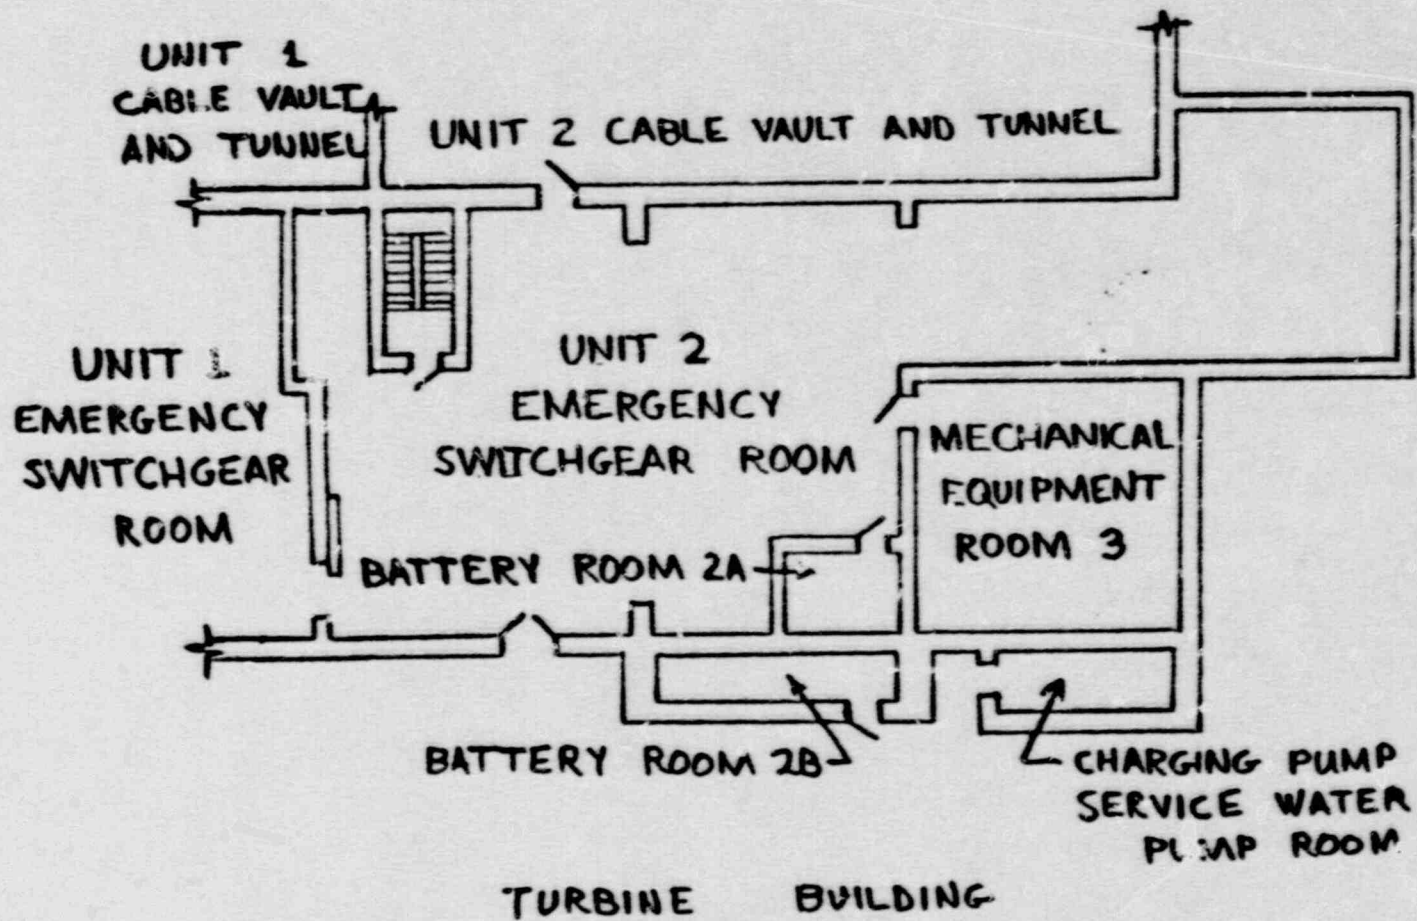 UNIT 1
CABLE VAULT
AND TUNNEL
UNIT 2 CABLE VAULT AND TUNNEL
UNIT 1
EMERGENCY
SWITCHGEAR
ROOM
UNIT 2
EMERGENCY
SWITCHGEAR ROOM
MECHANICAL
EQUIPMENT
ROOM 3
BATTERY ROOM 2A
BATTERY ROOM 2B
CHARGING PUMP
SERVICE WATER
PUMP ROOM
TURBINE BUILDING